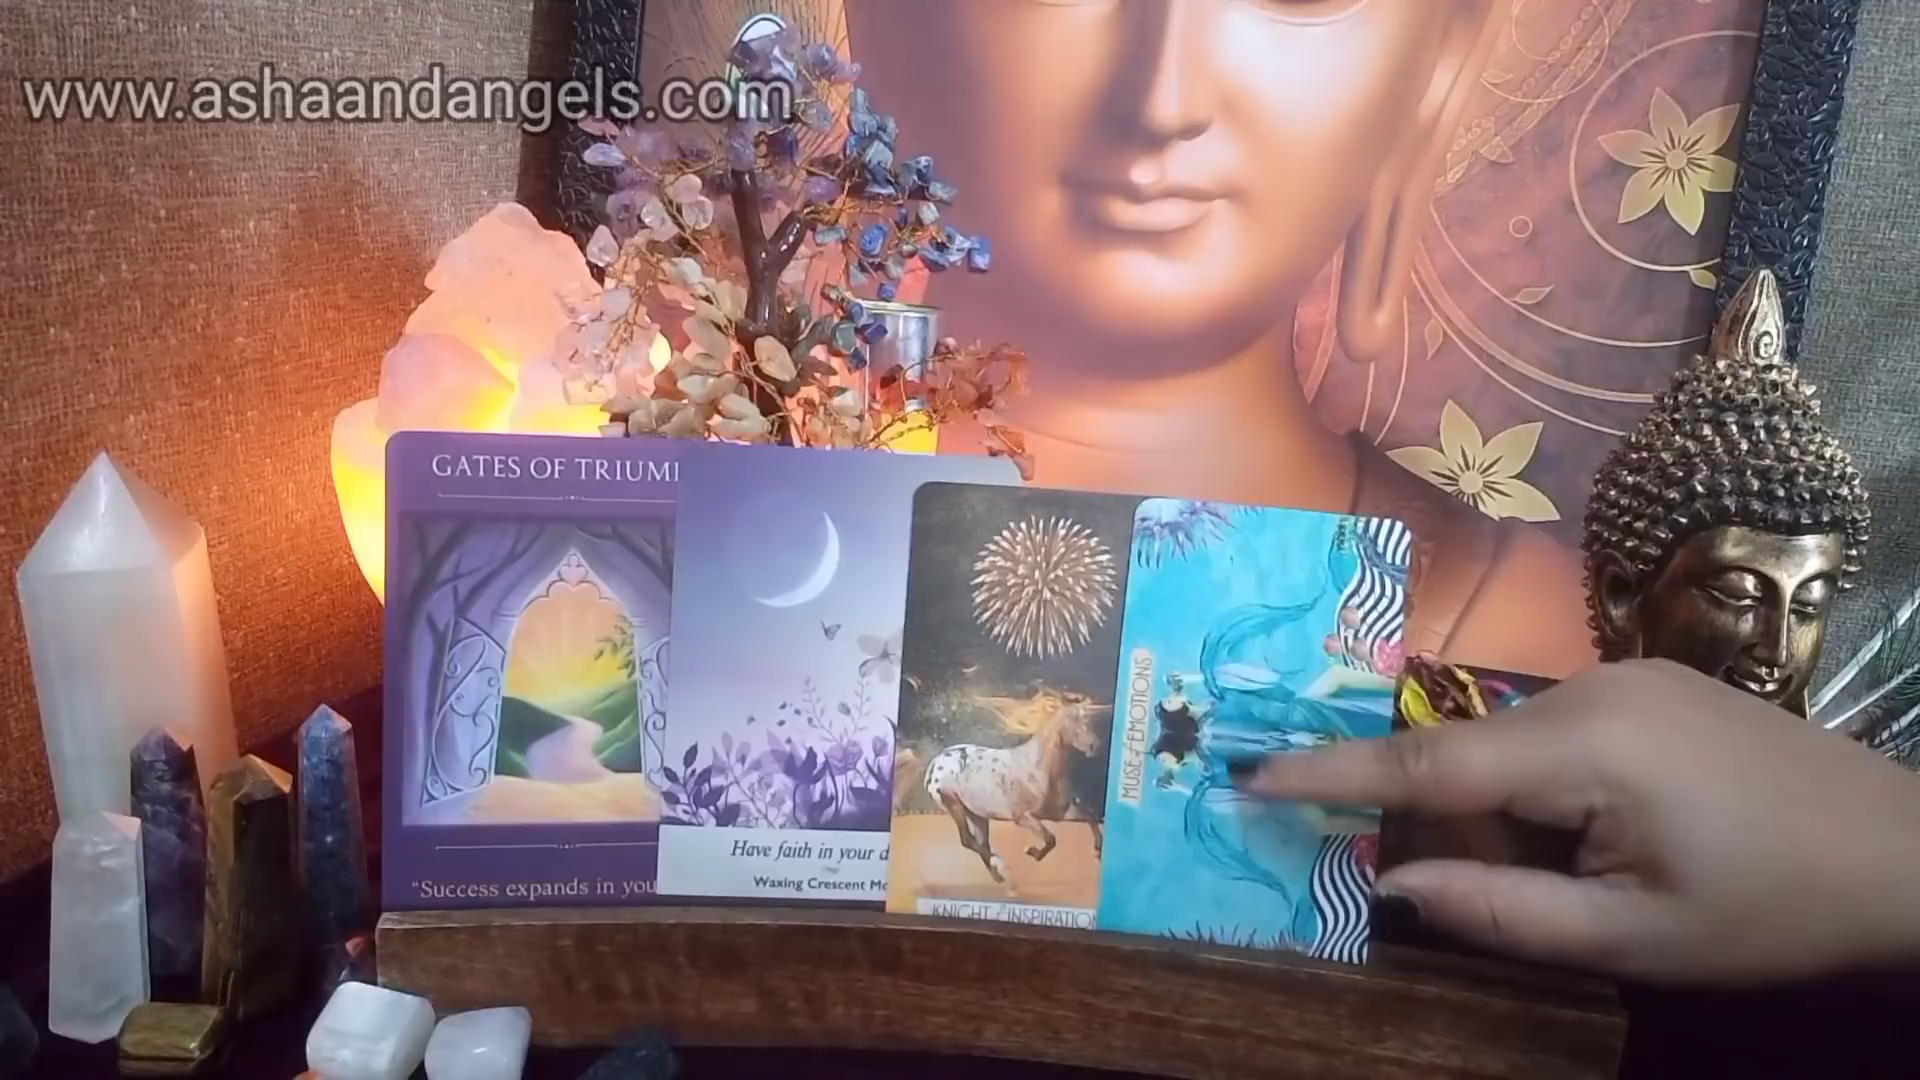 www.ashaandangels.com
GATES OF TRIUM
"Success expands in you
Have faith in your d
Waxing Crescent Mo
KNIGHT of INSPIRATION
MUSE of EMOTIONS